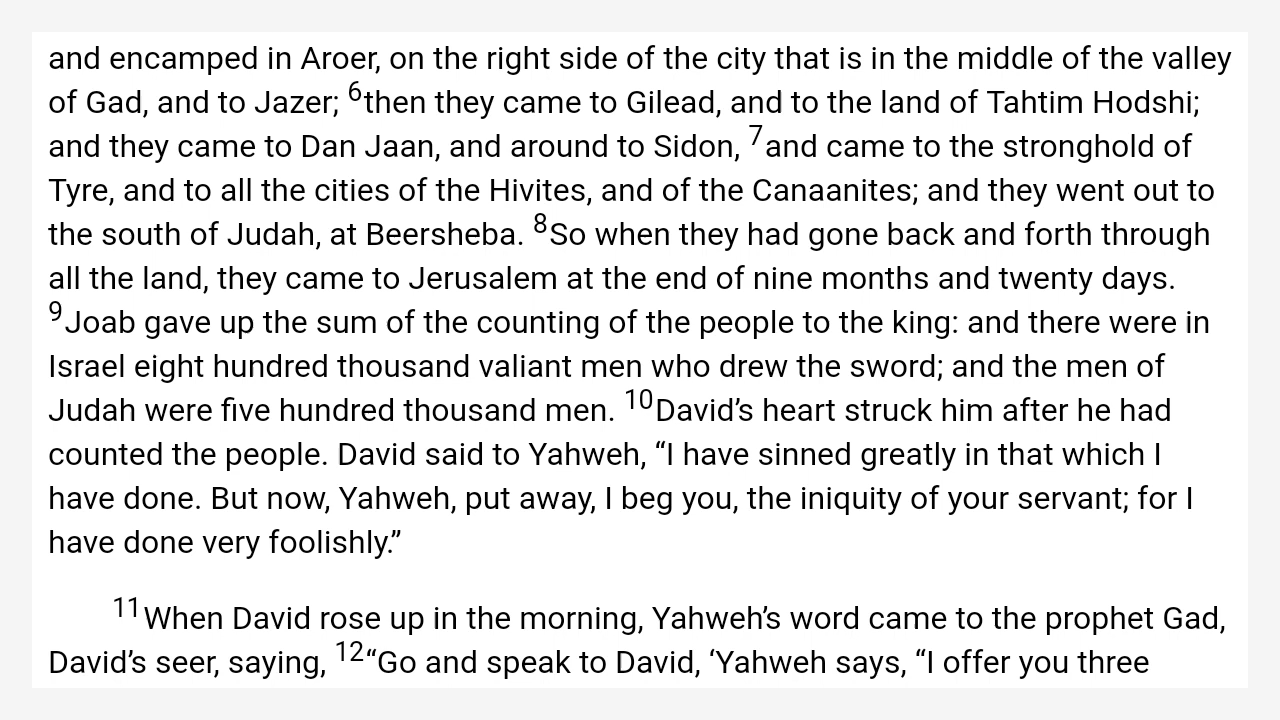 and encamped in Aroer, on the right side of the city that is in the middle of the valley
of Gad, and to Jazer; 6then they came to Gilead, and to the land of Tahtim Hodshi;
and they came to Dan Jaan, and around to Sidon, 7and came to the stronghold of
Tyre, and to all the cities of the Hivites, and of the Canaanites; and they went out to
the south of Judah, at Beersheba. 8So when they had gone back and forth through
all the land, they came to Jerusalem at the end of nine months and twenty days.
9Joab gave up the sum of the counting of the people to the king: and there were in
Israel eight hundred thousand valiant men who drew the sword; and the men of
Judah were five hundred thousand men. 10David’s heart struck him after he had
counted the people. David said to Yahweh, “I have sinned greatly in that which I
have done. But now, Yahweh, put away, I beg you, the iniquity of your servant; for I
have done very foolishly.”
11When David rose up in the morning, Yahweh’s word came to the prophet Gad,
David’s seer, saying, 12“Go and speak to David, ‘Yahweh says, “I offer you three